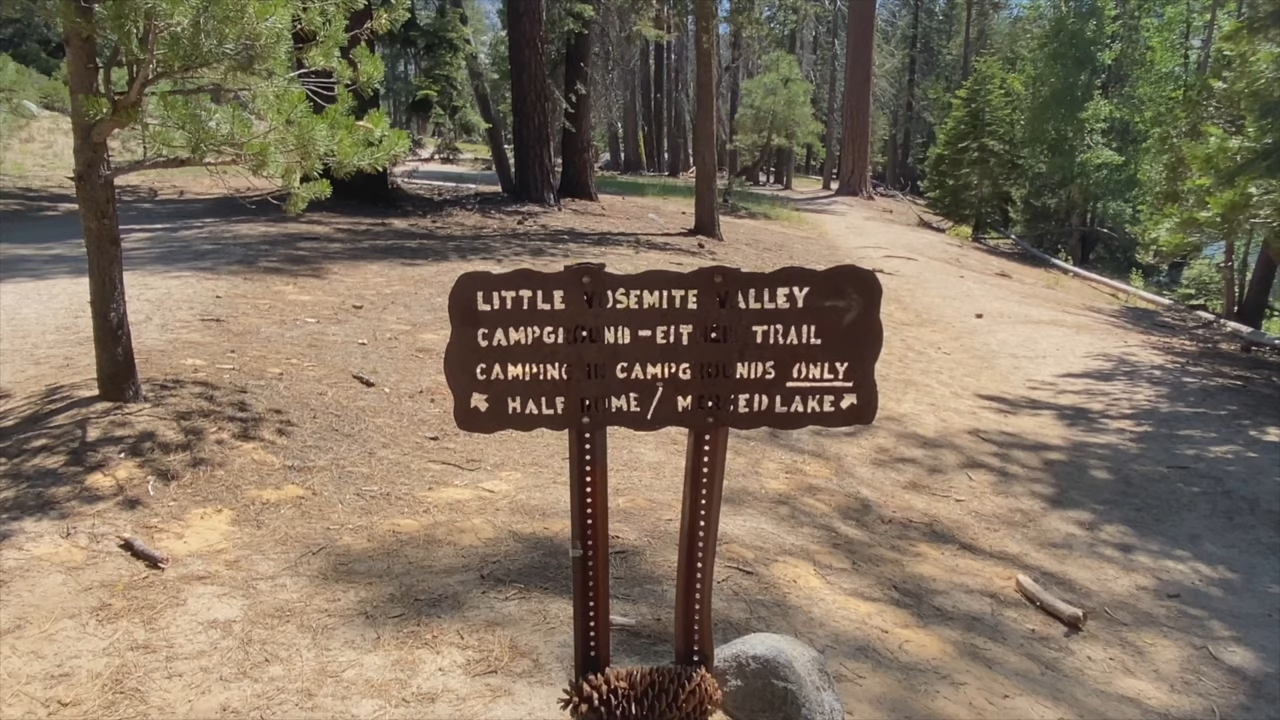 LITTLE YOSEMITE VALLEY
CAMPGROUND - EITHER TRAIL
CAMPING IN CAMPGROUNDS ONLY
HALF DOME / MERCED LAKE